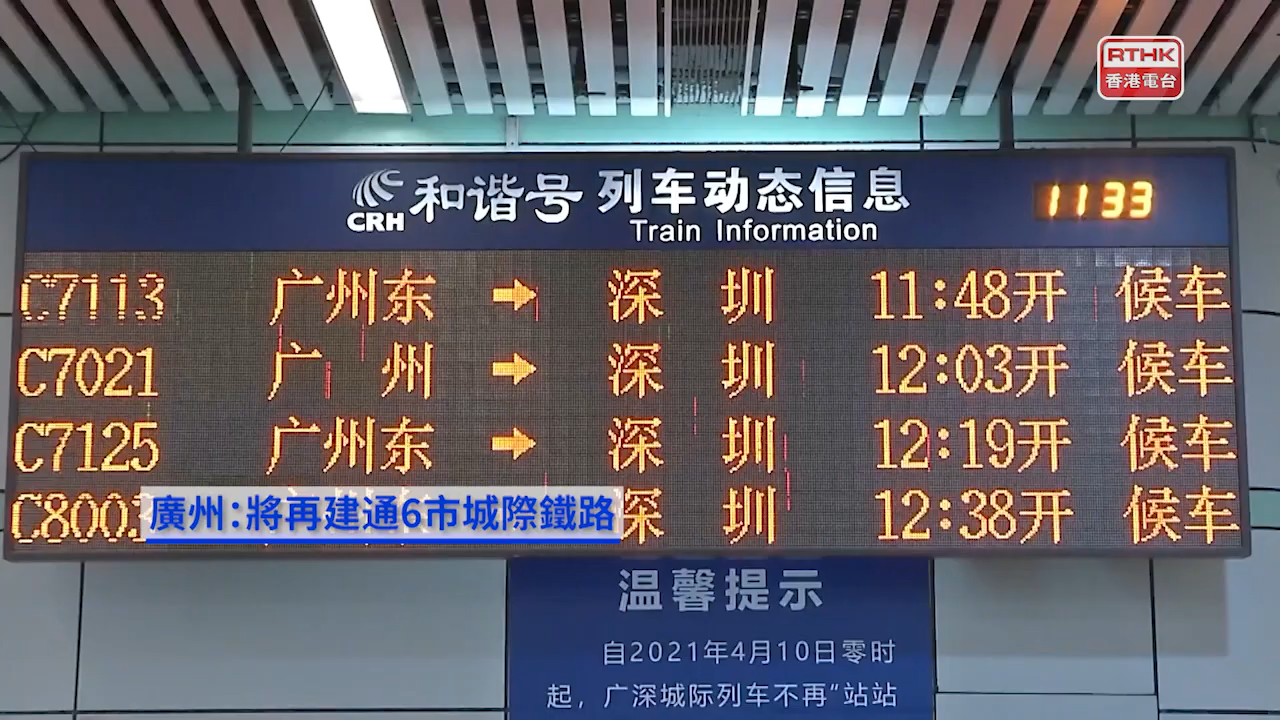 RTHK
香港電台
CRH 和谐号 列车动态信息 11 33
Train Information
C7113 广州东 → 深 圳 11:48开 候车
C7021 广 州 → 深 圳 12:03开 候车
C7125 广州东 → 深 圳 12:19开 候车
C8003 深 圳 12:38开 候车
廣州:將再建通6市城際鐵路
温馨提示
自2021年4月10日零时
起，广深城际列车不再“站站